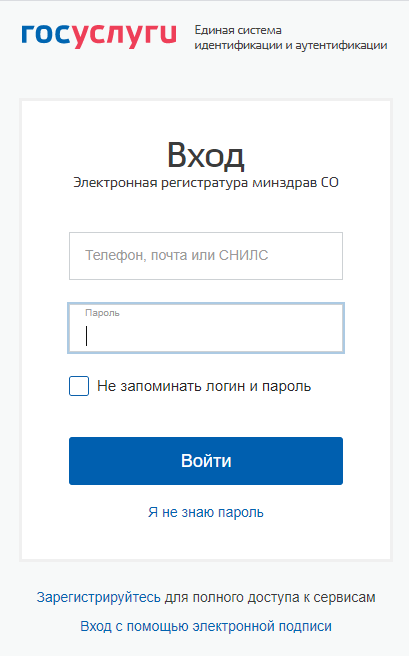 госуслуги
Единая система
идентификации и аутентификации
Вход
Электронная регистратура минздрав СО
Телефон, почта или СНИЛС
Пароль
Не запоминать логин и пароль
Войти
Я не знаю пароль
Зарегистрируйтесь для полного доступа к сервисам
Вход с помощью электронной подписи